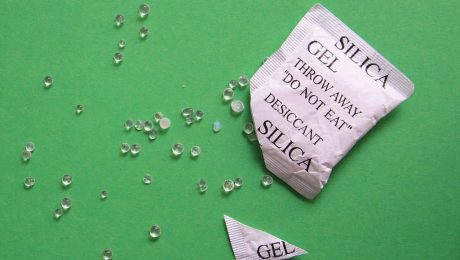 SILICA
GEL
THROW AWAY
"DO NOT EAT"
DESICCANT
SILICA
GEL